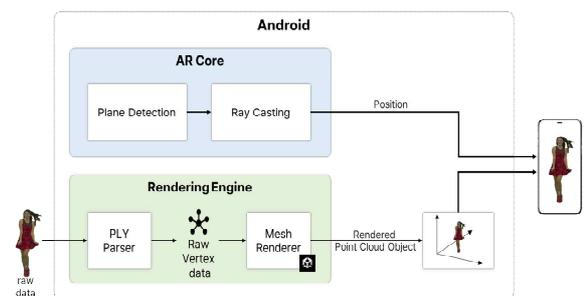 Android
AR Core
Plane Detection
Ray Casting
Position
Rendering Engine
PLY
Parser
Raw
Vertex
data
Mesh
Renderer
Rendered
Point Cloud Object
raw
data